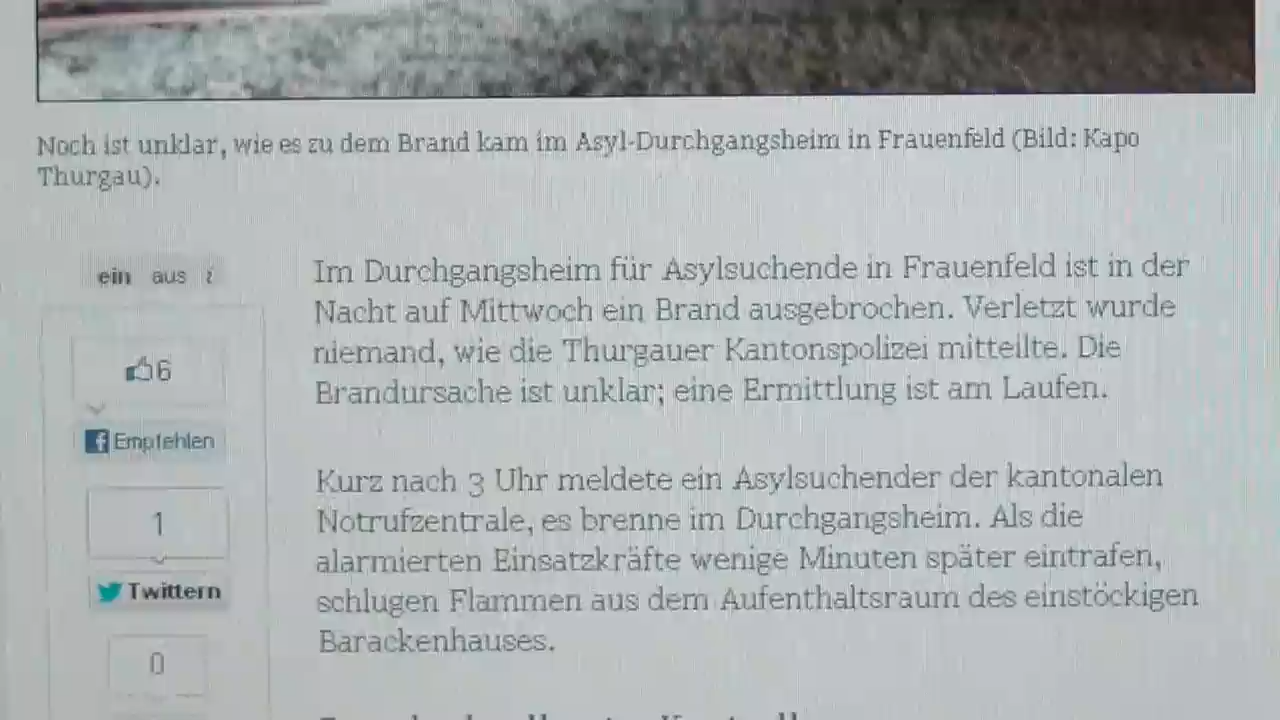 Noch ist unklar, wie es zu dem Brand kam im Asyl-Durchgangsheim in Frauenfeld (Bild: Kapo
Thurgau).
ein aus i
6
Empfehlen
1
Twittern
0
Im Durchgangsheim für Asylsuchende in Frauenfeld ist in der
Nacht auf Mittwoch ein Brand ausgebrochen. Verletzt wurde
niemand, wie die Thurgauer Kantonspolizei mitteilte. Die
Brandursache ist unklar; eine Ermittlung ist am Laufen.
Kurz nach 3 Uhr meldete ein Asylsuchender der kantonalen
Notrufzentrale, es brenne im Durchgangsheim. Als die
alarmierten Einsatzkräfte wenige Minuten später eintrafen,
schlugen Flammen aus dem Aufenthaltsraum des einstöckigen
Barackenhauses.